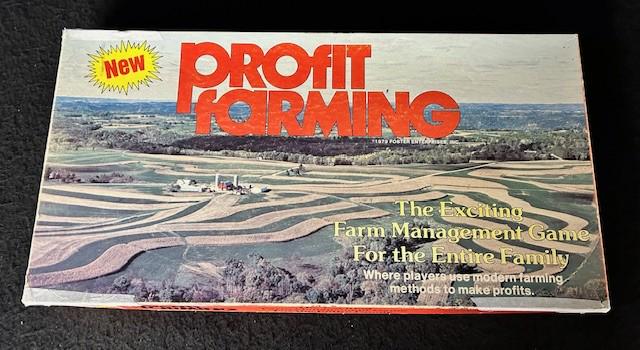 New
PROFIT
FARMING
©1979 FOSTER ENTERPRISES, INC.
The Exciting
Farm Management Game
For the Entire Family
Where players use modern farming
methods to make profits.